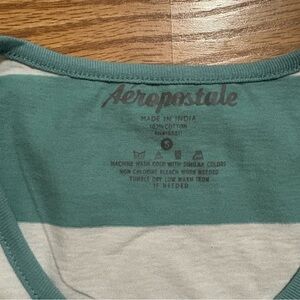 Aéropostale
MADE IN INDIA
100% COTTON
S
MACHINE WASH COLD WITH SIMILAR COLORS
NON CHLORINE BLEACH WHEN NEEDED
TUMBLE DRY LOW WARM IRON
IF NEEDED